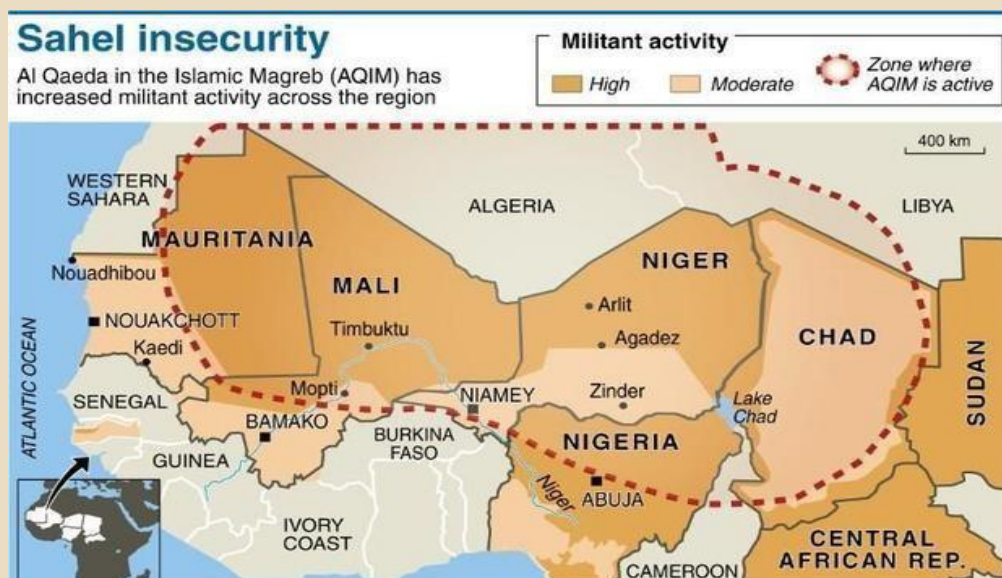 Sahel insecurity
Al Qaeda in the Islamic Magreb (AQIM) has
increased militant activity across the region
Militant activity
High
Moderate
Zone where
AQIM is active
400 km
WESTERN
SAHARA
ALGERIA
LIBYA
MAURITANIA
Nouadhibou
MALI
NIGER
NOUAKCHOTT
Arlit
Timbuktu
Agadez
CHAD
Kaedi
ATLANTIC OCEAN
SENEGAL
Mopti
NIAMEY
Zinder
Lake
Chad
SUDAN
BAMAKO
BURKINA
FASO
NIGERIA
GUINEA
Niger
ABUJA
IVORY
COAST
CAMEROON
CENTRAL
AFRICAN REP.